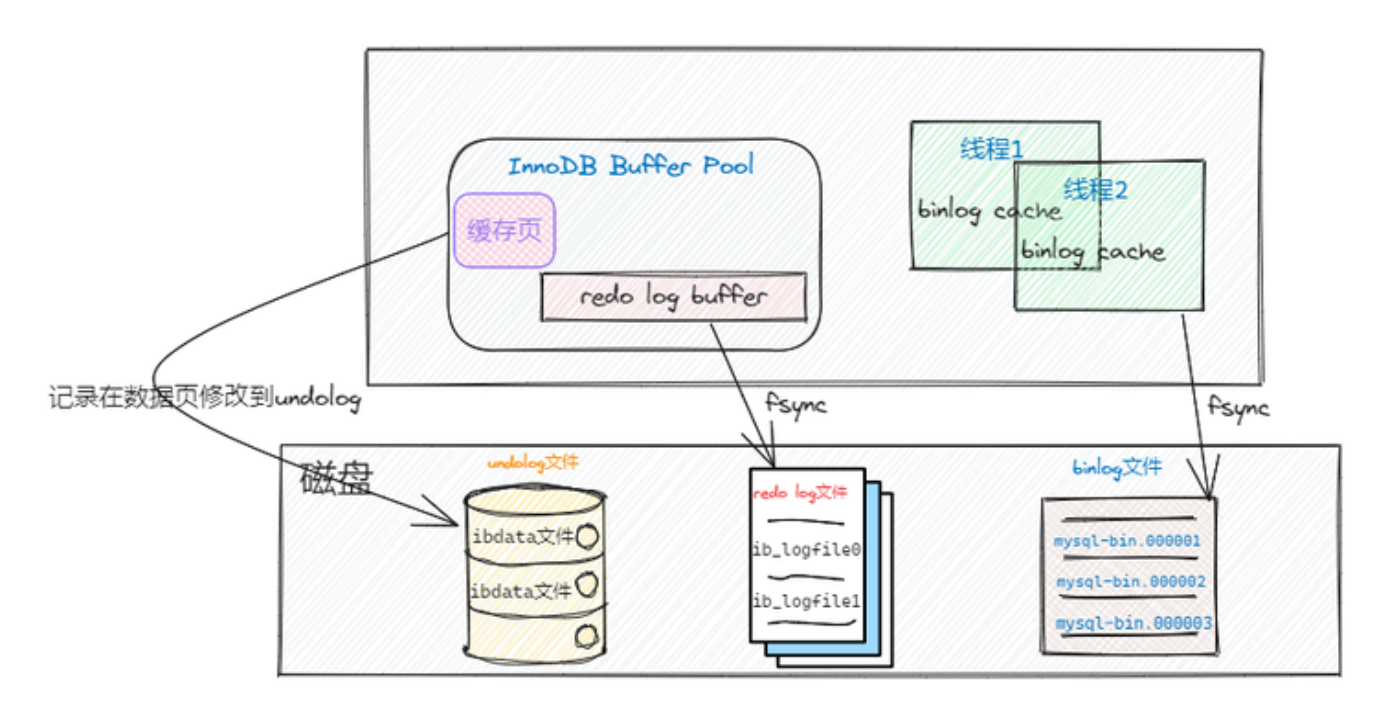 InnoDB Buffer Pool
缓存页
redo log buffer
线程1
binlog cache
线程2
binlog cache
记录在数据页修改到undolog
fsync
fsync
磁盘
undolog文件
ibdata文件
ibdata文件
redo log文件
ib_logfile0
ib_logfile1
binlog文件
mysql-bin.000001
mysql-bin.000002
mysql-bin.000003